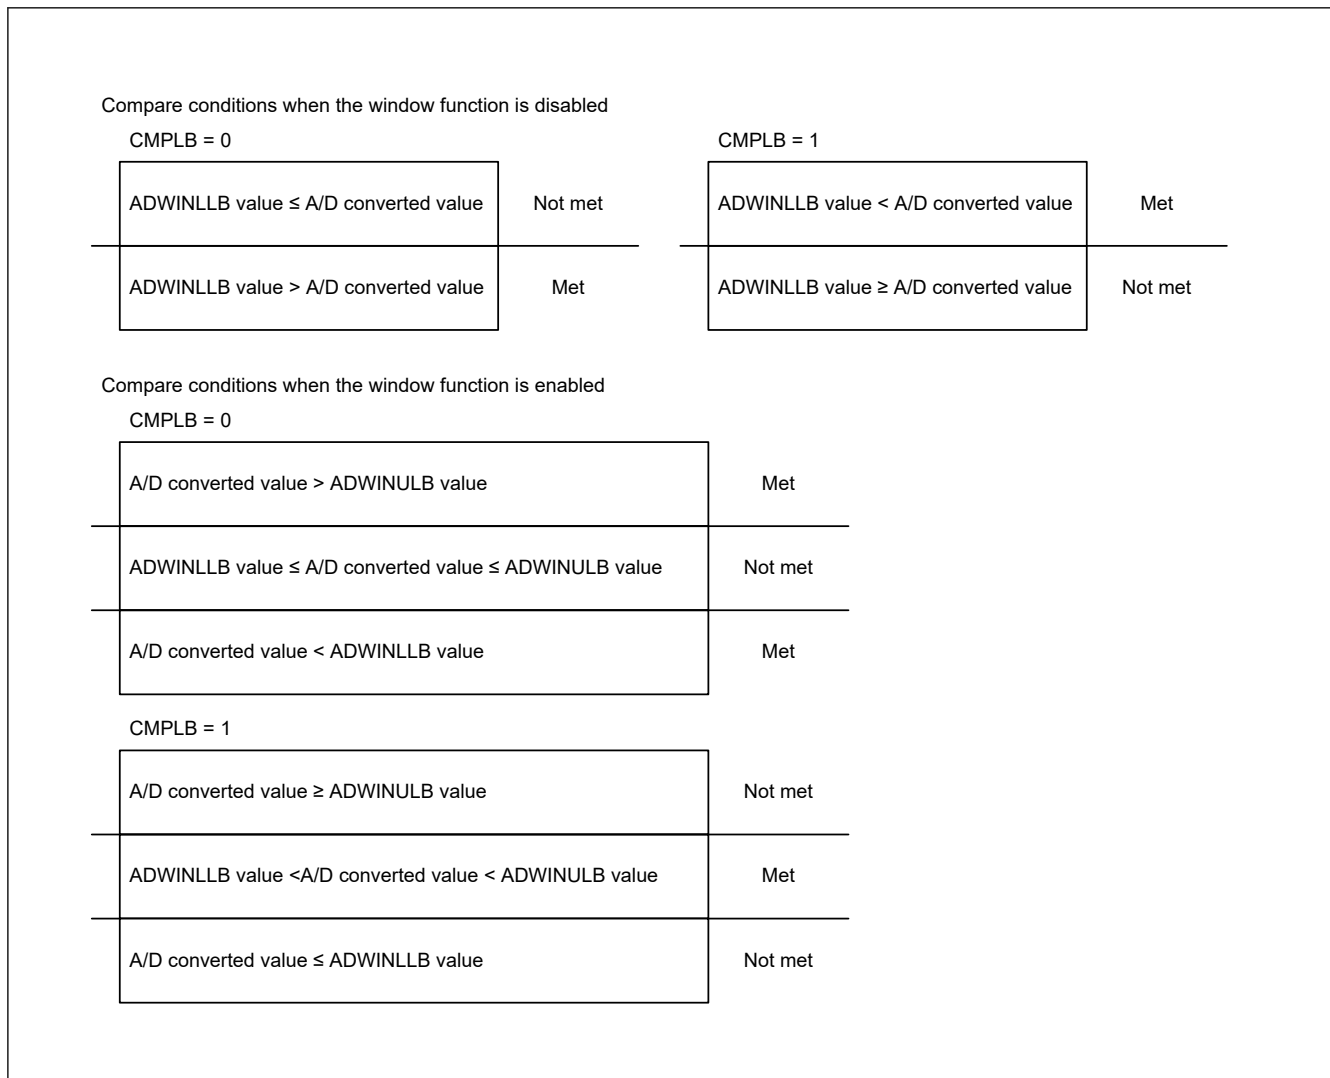 Compare conditions when the window function is disabled
CMPLB = 0
CMPLB = 1
ADWINLLB value ≤ A/D converted value Not met
ADWINLLB value < A/D converted value Met
ADWINLLB value > A/D converted value Met
ADWINLLB value ≥ A/D converted value Not met
Compare conditions when the window function is enabled
CMPLB = 0
A/D converted value > ADWINULB value Met
ADWINLLB value ≤ A/D converted value ≤ ADWINULB value Not met
A/D converted value < ADWINLLB value Met
CMPLB = 1
A/D converted value ≥ ADWINULB value Not met
ADWINLLB value <A/D converted value < ADWINULB value Met
A/D converted value ≤ ADWINLLB value Not met